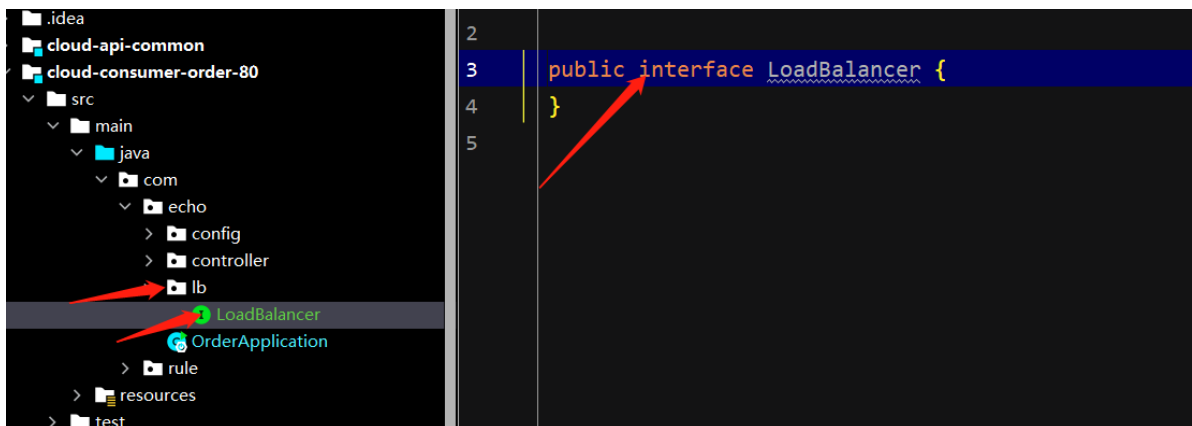 .idea
cloud-api-common
cloud-consumer-order-80
src
main
java
com
echo
config
controller
lb
LoadBalancer
OrderApplication
rule
resources
test
2
3 public interface LoadBalancer {
4 }
5